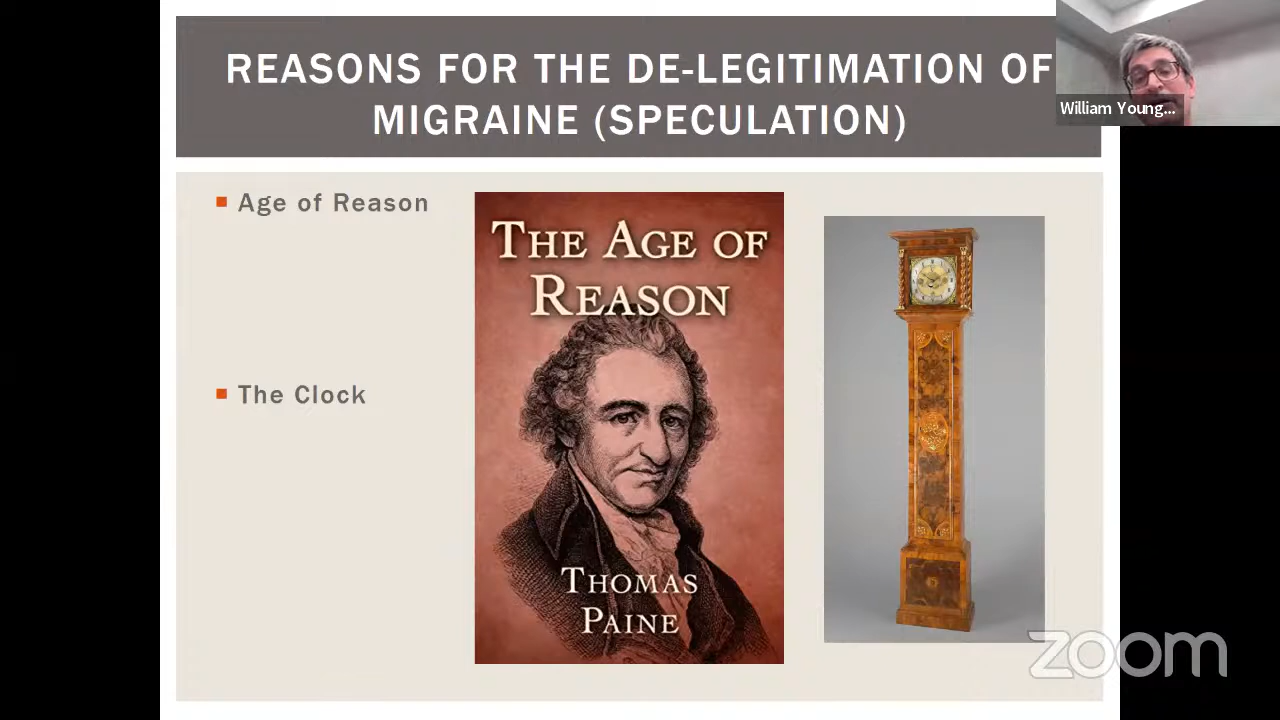 REASONS FOR THE DE-LEGITIMATION OF
MIGRAINE (SPECULATION)
William Young...
Age of Reason
The Clock
THE AGE OF
REASON
THOMAS
PAINE
zoom